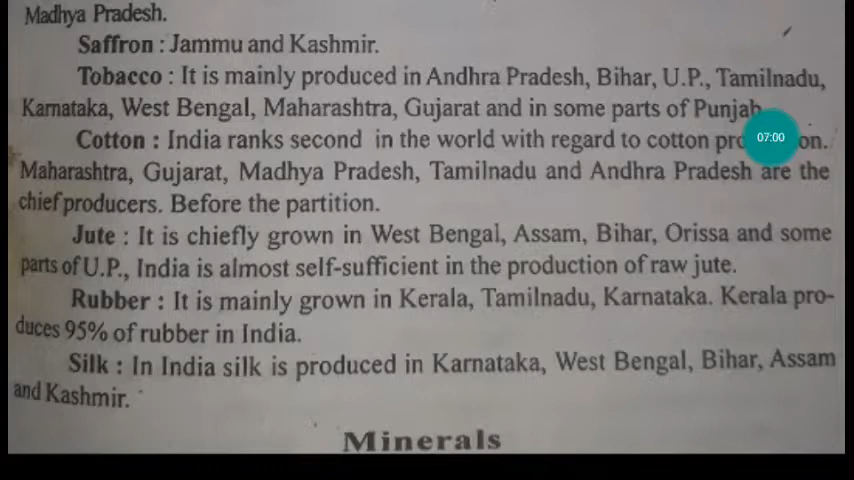 Madhya Pradesh.
Saffron : Jammu and Kashmir.
Tobacco : It is mainly produced in Andhra Pradesh, Bihar, U.P., Tamilnadu,
Karnataka, West Bengal, Maharashtra, Gujarat and in some parts of Punjab
Cotton : India ranks second in the world with regard to cotton
07:00
Maharashtra, Gujarat, Madhya Pradesh, Tamilnadu and Andhra Pradesh are the
chief producers. Before the partition.
Jute : It is chiefly grown in West Bengal, Assam, Bihar, Orissa and some
parts of U.P., India is almost self-sufficient in the production of raw jute.
Rubber : It is mainly grown in Kerala, Tamilnadu, Karnataka. Kerala pro-
duces 95% of rubber in India.
Silk : In India silk is produced in Karnataka, West Bengal, Bihar, Assam
and Kashmir.
Minerals